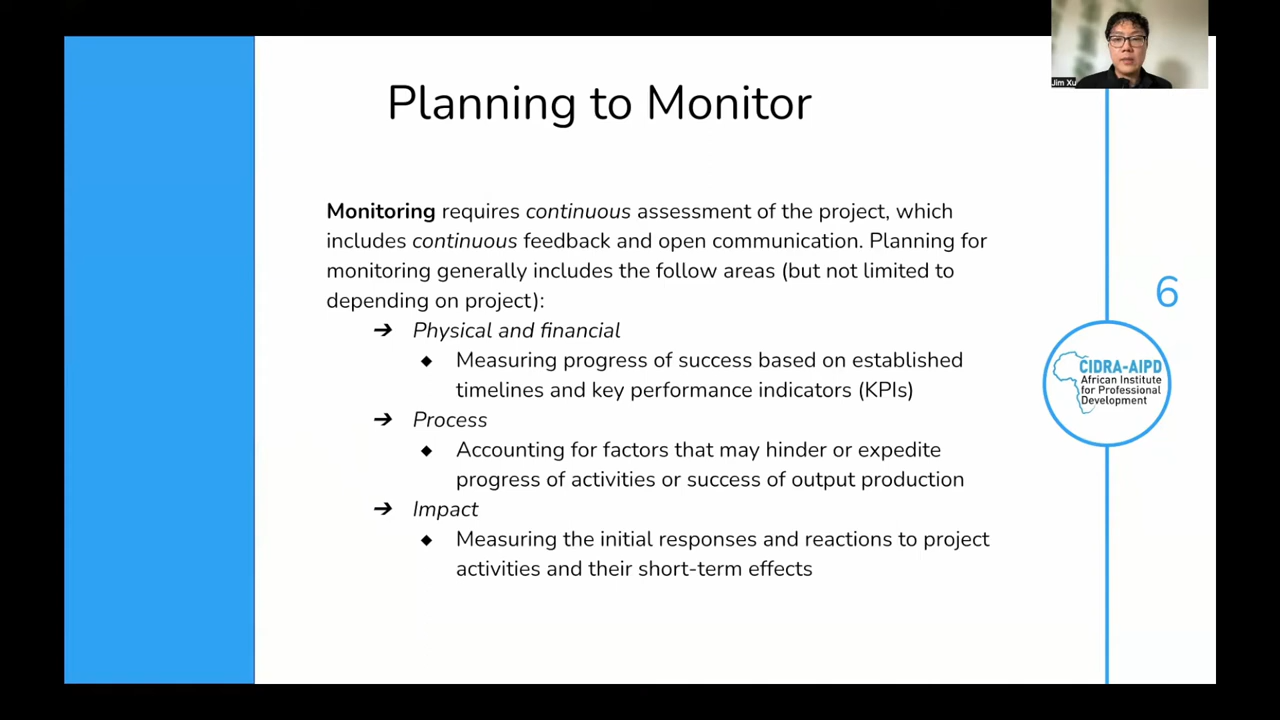 Planning to Monitor
Jim Xu
Monitoring requires continuous assessment of the project, which
includes continuous feedback and open communication. Planning for
monitoring generally includes the follow areas (but not limited to
depending on project):
➔ Physical and financial
◆ Measuring progress of success based on established
timelines and key performance indicators (KPIs)
➔ Process
◆ Accounting for factors that may hinder or expedite
progress of activities or success of output production
➔ Impact
◆ Measuring the initial responses and reactions to project
activities and their short-term effects
6
CIDRA-AIPD
African Institute
for Professional
Development